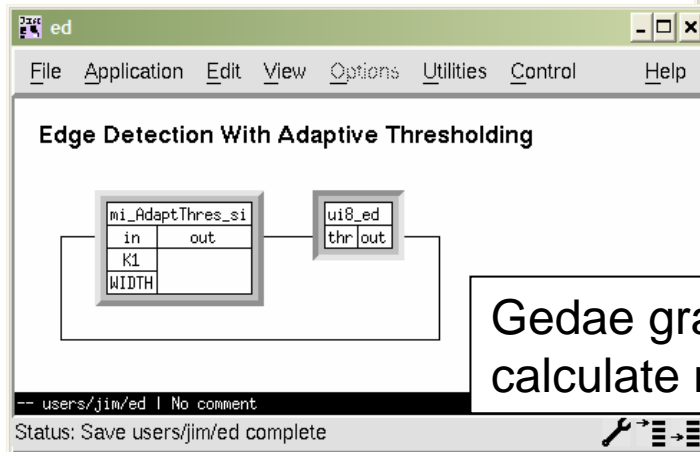 ed
File Application Edit View Options Utilities Control Help
Edge Detection With Adaptive Thresholding
mi_AdaptThres_si
in out
K1
WIDTH
ui8_ed
thr out
Gedae
calculate
-- users/jim/ed | No comment
Status: Save users/jim/ed complete